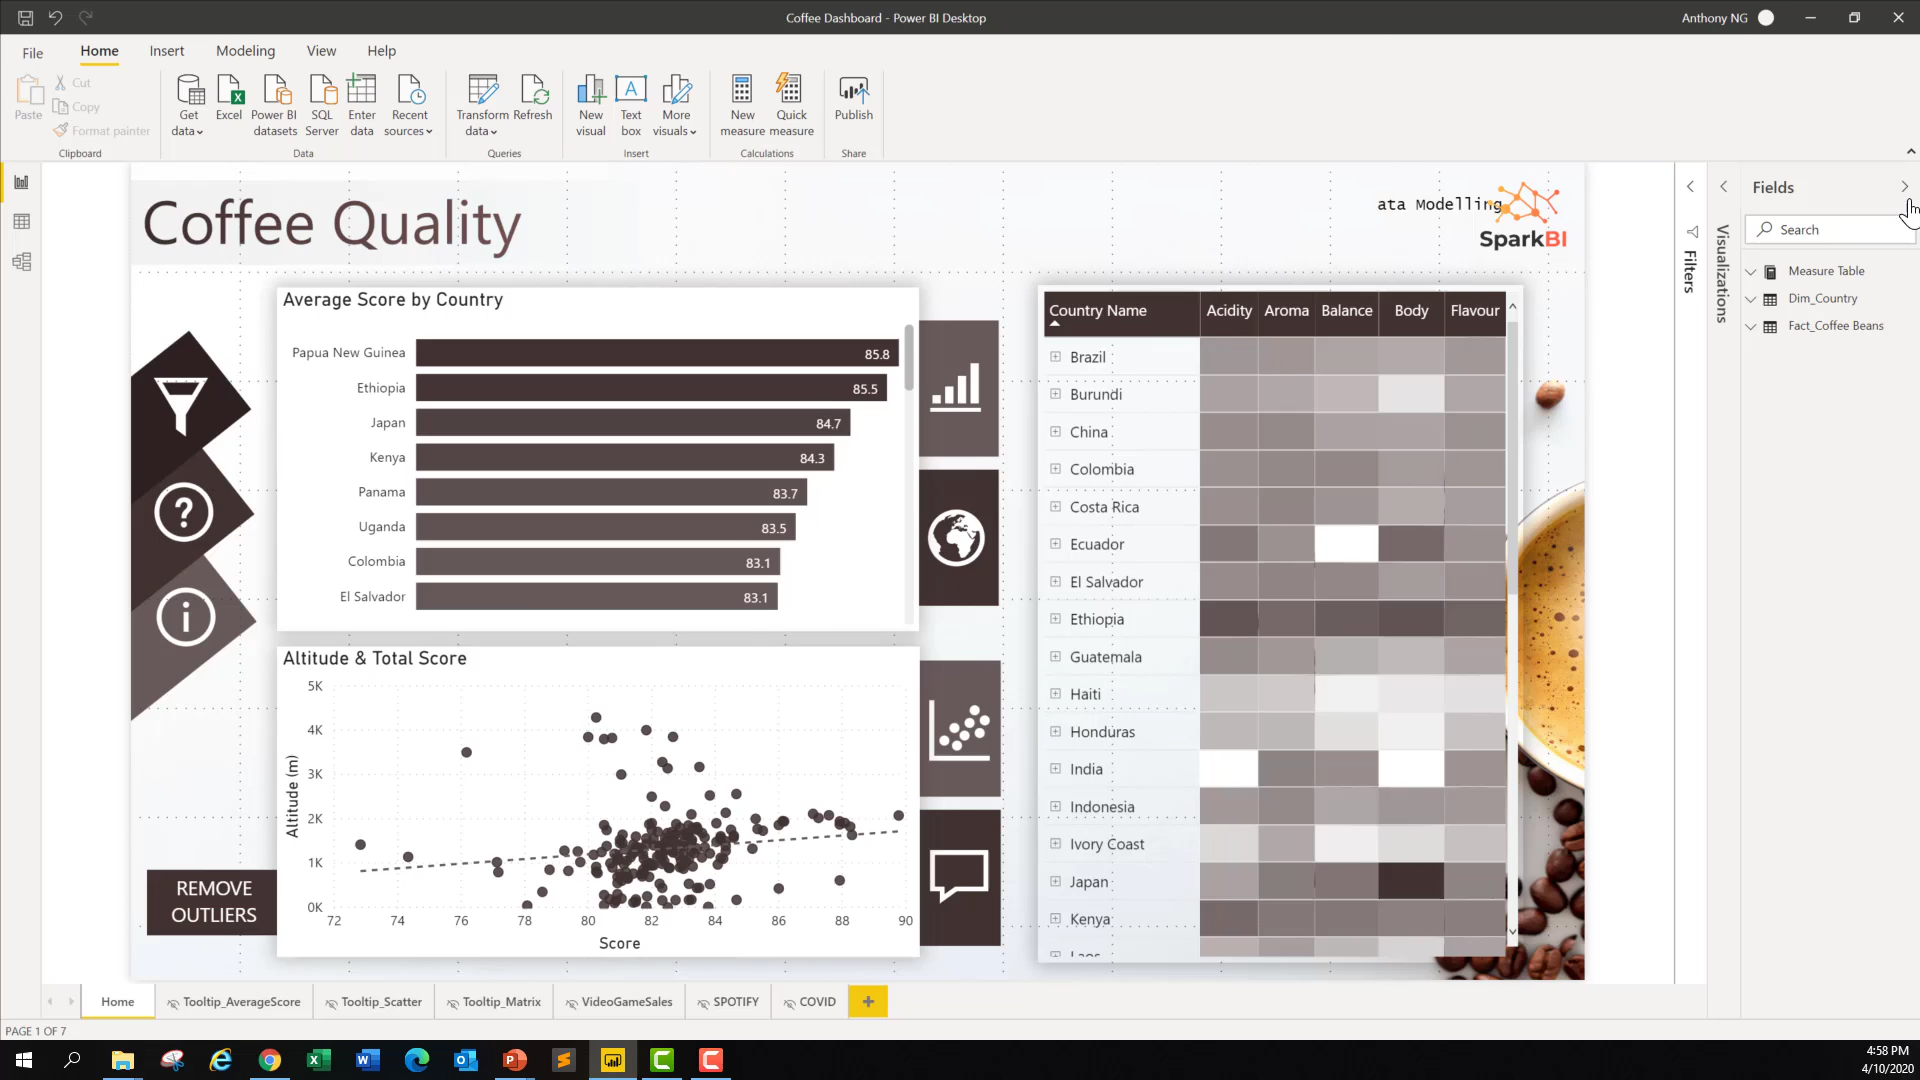 Coffee Dashboard - Power BI Desktop
Anthony NG
File
Home
Insert
Modeling
View
Help
Paste
Cut
Copy
Format painter
Clipboard
Get data
Excel
Power BI datasets
SQL Server
Enter data
Recent sources
Data
Transform data
Refresh
Queries
New visual
Text box
More visuals
Insert
New measure
Quick measure
Calculations
Publish
Share
Coffee Quality
ata Modelling
SparkBI
Average Score by Country
Papua New Guinea 85.8
Ethiopia 85.5
Japan 84.7
Kenya 84.3
Panama 83.7
Uganda 83.5
Colombia 83.1
El Salvador 83.1
Altitude & Total Score
5K
4K
3K
2K
1K
0K
Altitude (m)
72 74 76 78 80 82 84 86 88 90
Score
REMOVE
OUTLIERS
Country Name Acidity Aroma Balance Body Flavour
Brazil
Burundi
China
Colombia
Costa Rica
Ecuador
El Salvador
Ethiopia
Guatemala
Haiti
Honduras
India
Indonesia
Ivory Coast
Japan
Kenya
Laos
Filters
Visualizations
Fields
Search
Measure Table
Dim_Country
Fact_Coffee Beans
Home
Tooltip_AverageScore
Tooltip_Scatter
Tooltip_Matrix
VideoGameSales
SPOTIFY
COVID
PAGE 1 OF 7
4:58 PM
4/10/2020